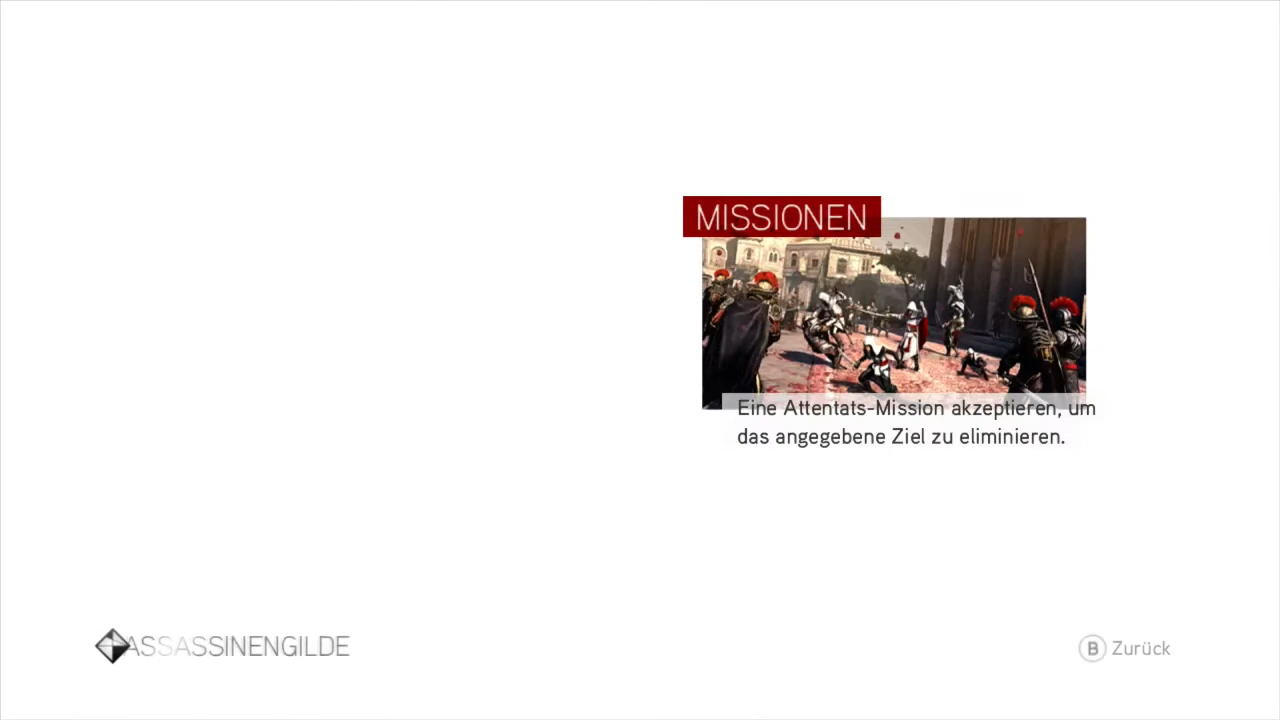 MISSIONEN
Eine Attentats-Mission akzeptieren, um
das angegebene Ziel zu eliminieren.
ASSASSINENGILDE
B Zurück